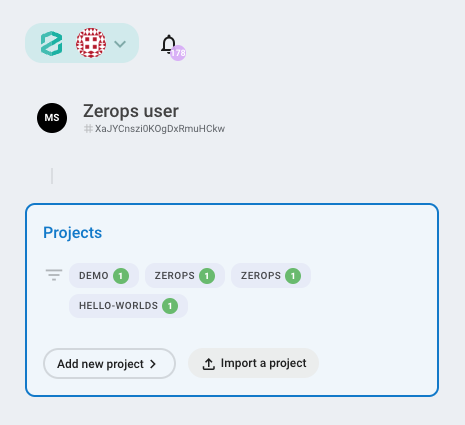 178
MS
Zerops user
#XaJYCnszi0KOgDxRmuHCkw
Projects
DEMO 1
ZEROPS 1
ZEROPS 1
HELLO-WORLDS 1
Add new project >
Import a project